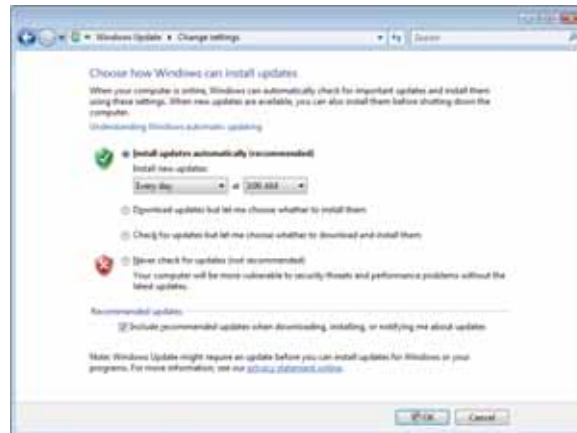 Windows Update ▸ Change settings
Search
Choose how Windows can install updates
When your computer is online, Windows can automatically check for important updates and install them
using these settings. When new updates are available, you can also install them before shutting down the
computer.
Understanding Windows automatic updating
Install updates automatically (recommended)
Install new updates:
Every day at 3:00 AM
Download updates but let me choose whether to install them
Check for updates but let me choose whether to download and install them
Never check for updates (not recommended)
Your computer will be more vulnerable to security threats and performance problems without the
latest updates.
Recommended updates
Include recommended updates when downloading, installing, or notifying me about updates
Note: Windows Update might require an update before you can install updates for Windows or your
programs. For more information, see our privacy statement online.
OK Cancel